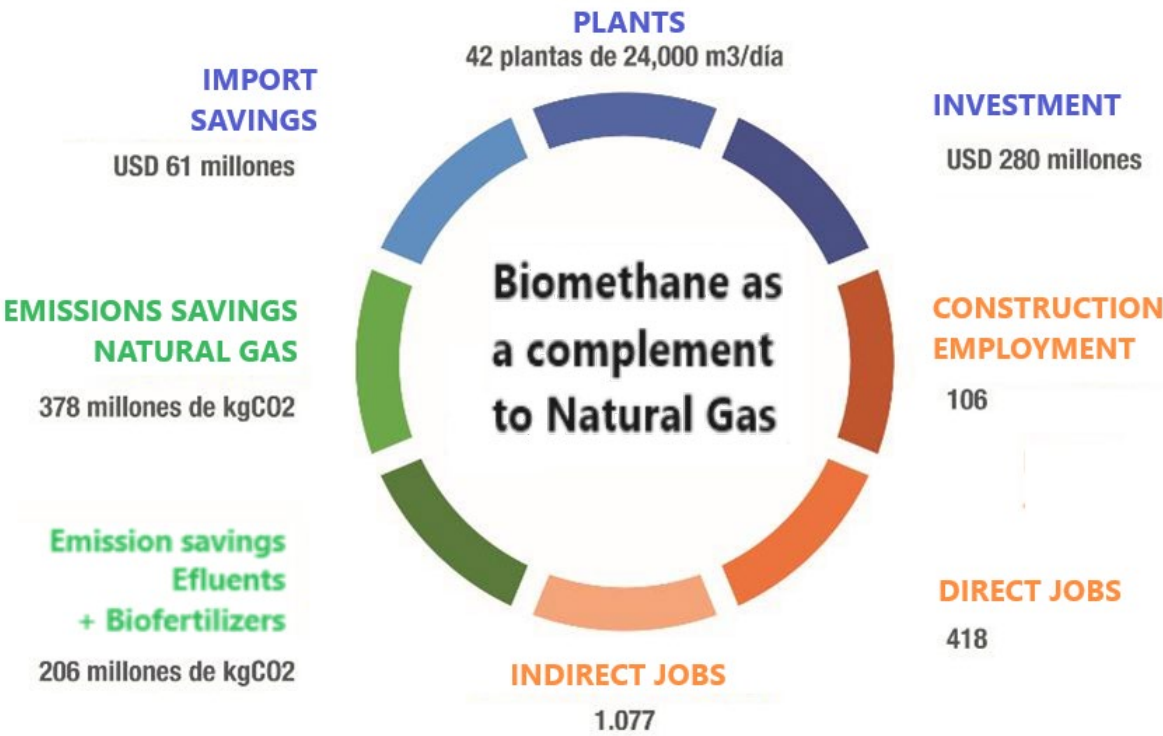 PLANTS
42 plantas de 24,000 m3/día
IMPORT
SAVINGS
USD 61 millones
INVESTMENT
USD 280 millones
Biomethane as
a complement
to Natural Gas
EMISSIONS SAVINGS
NATURAL GAS
378 millones de kgCO2
CONSTRUCTION
EMPLOYMENT
106
Emission savings
Efluents
+ Biofertilizers
206 millones de kgCO2
DIRECT JOBS
418
INDIRECT JOBS
1.077